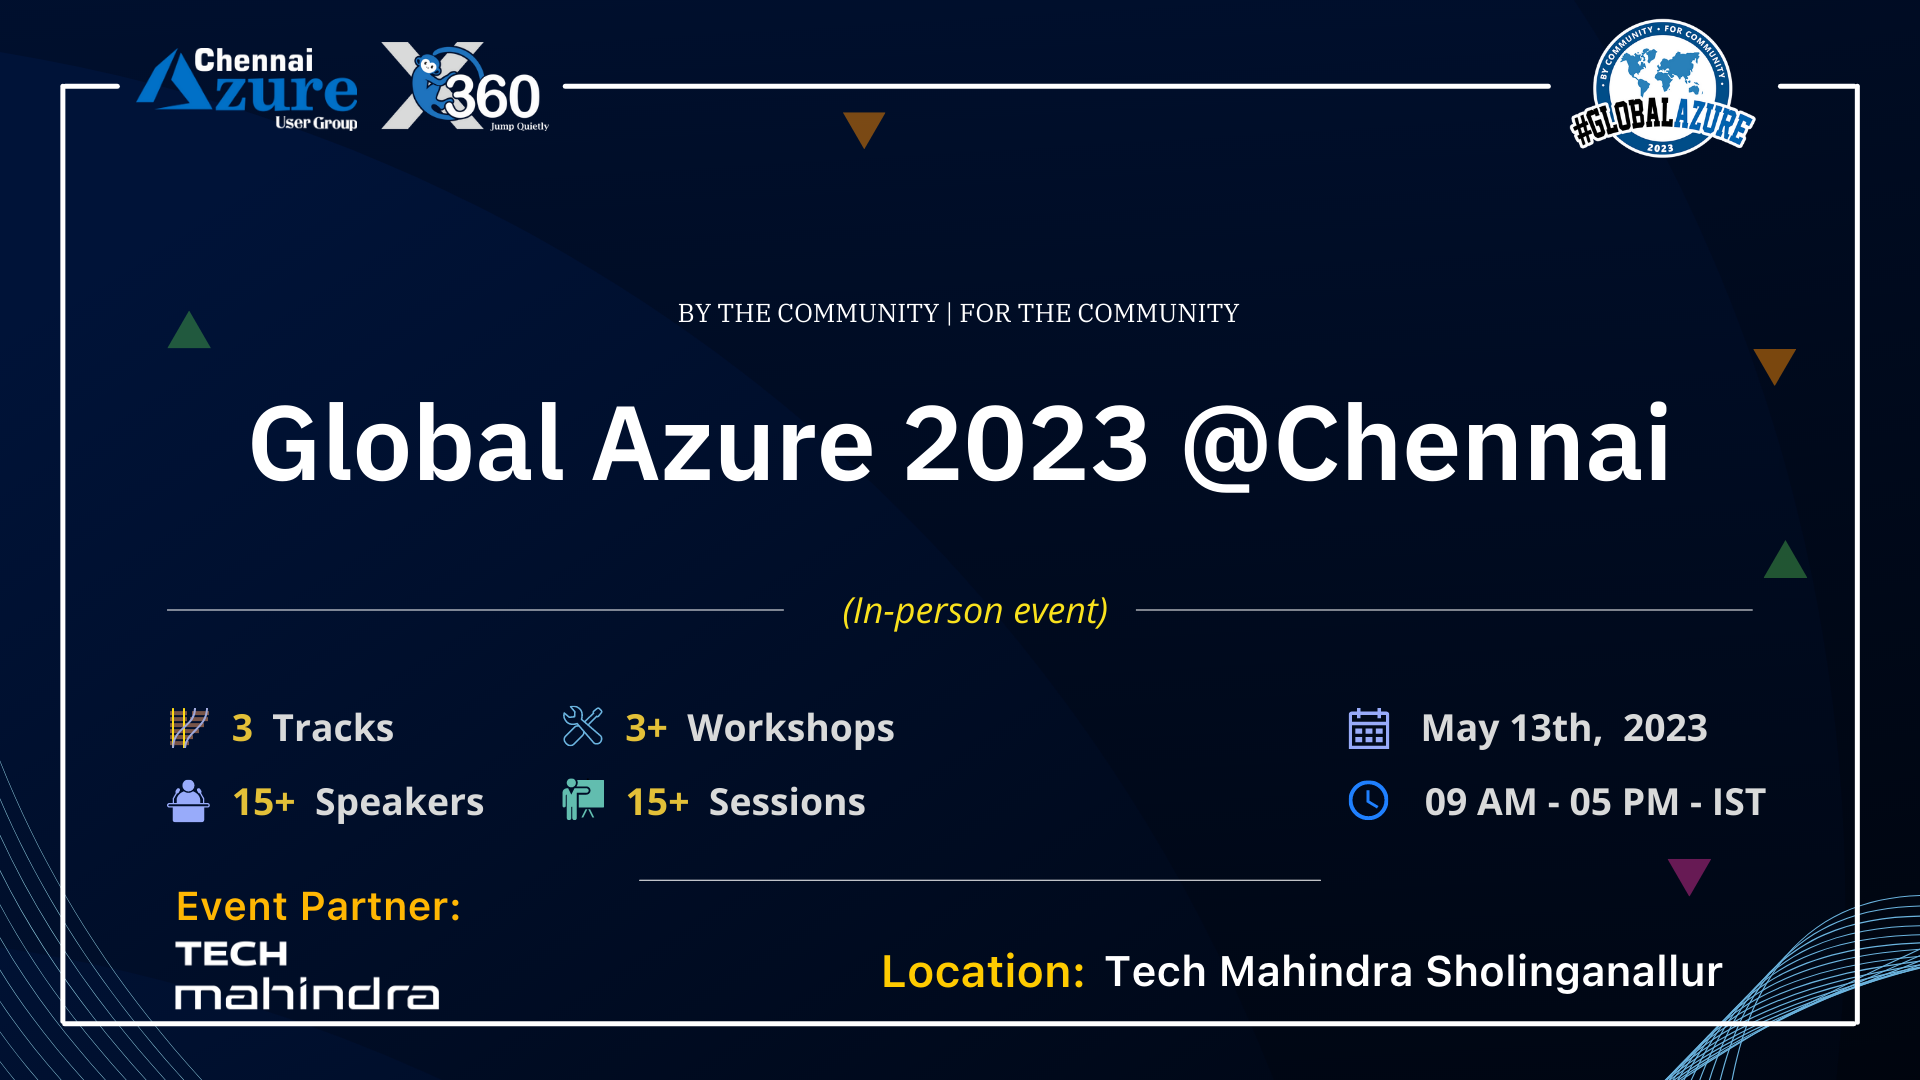 Chennai
Azure
User Group
X360
Jump Quietly
• BY COMMUNITY • FOR COMMUNITY •
#GLOBALAZURE
2023
BY THE COMMUNITY | FOR THE COMMUNITY
Global Azure 2023 @Chennai
(In-person event)
3 Tracks
3+ Workshops
May 13th, 2023
15+ Speakers
15+ Sessions
09 AM - 05 PM - IST
Event Partner:
TECH
mahindra
Location: Tech Mahindra Sholinganallur